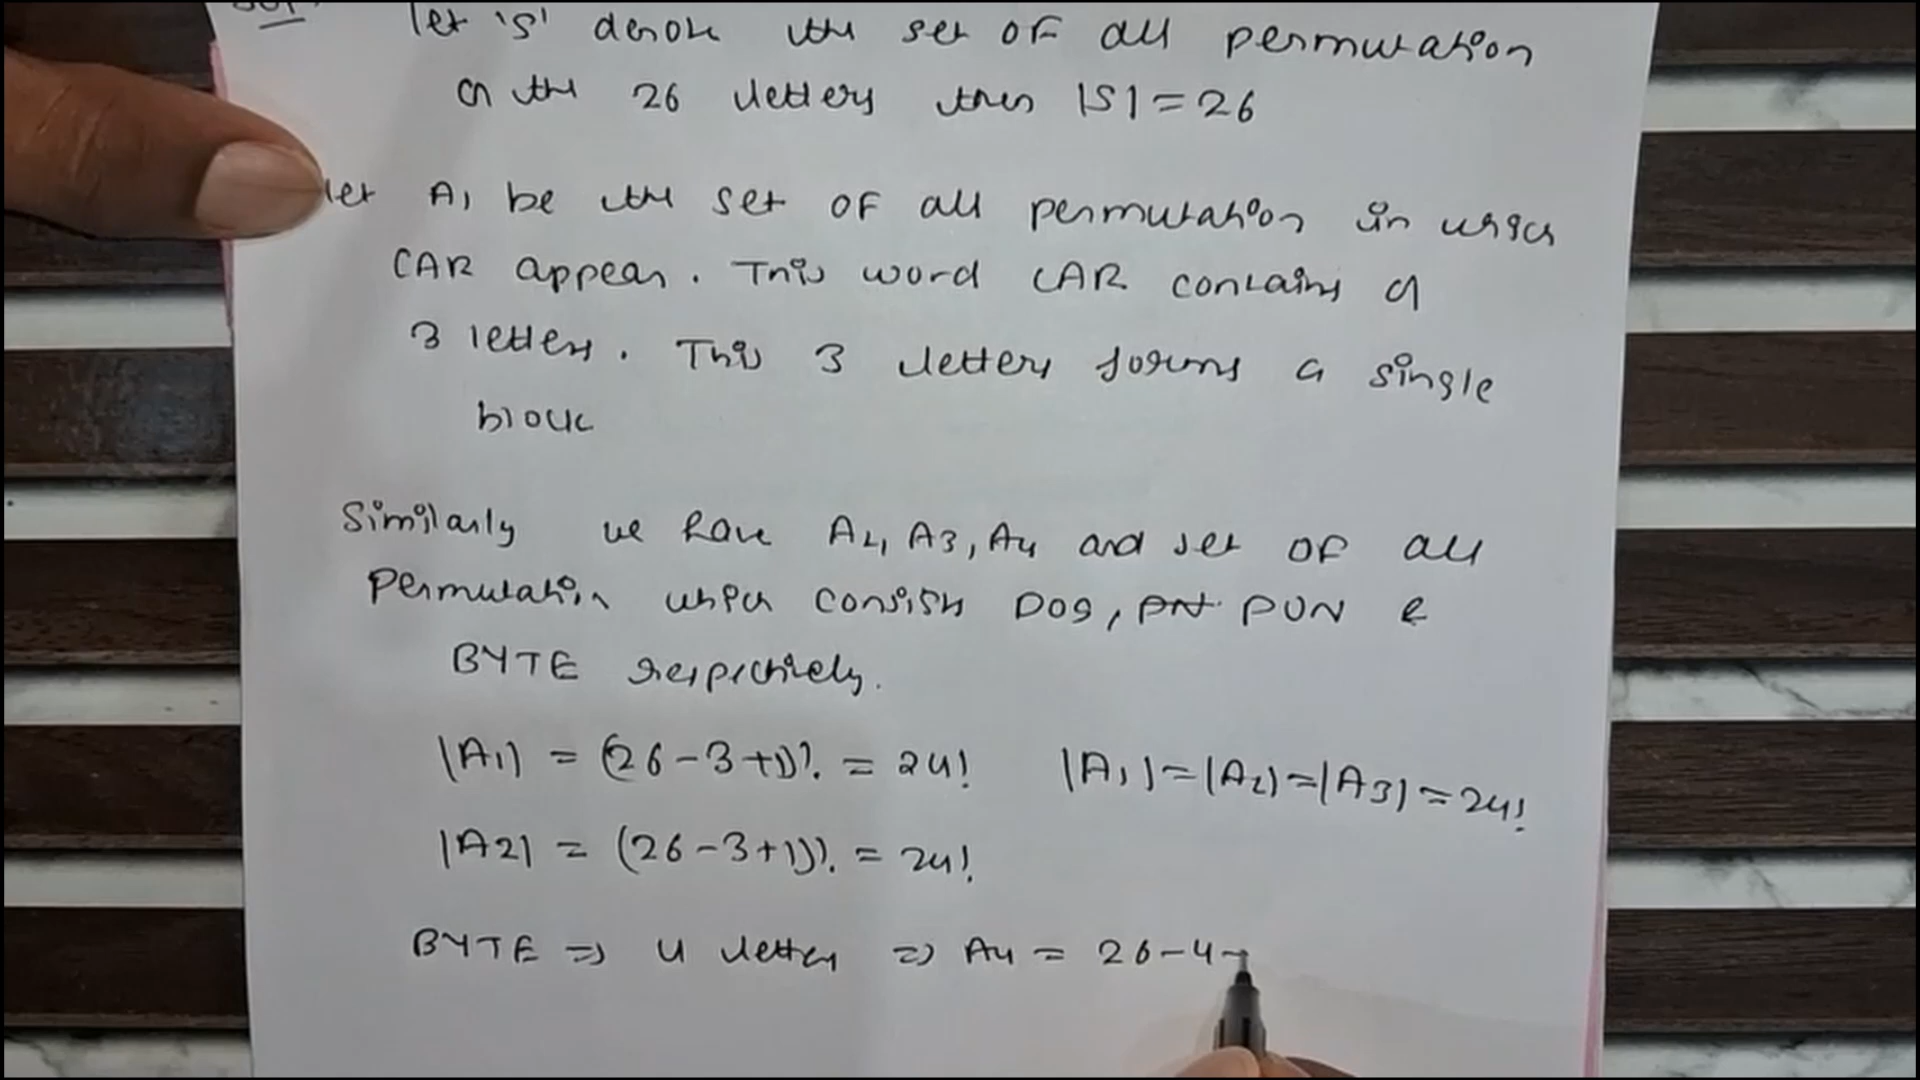 let 's' denote the set of all permutation
of the 26 letters then |S| = 26
let A1 be the set of all permutation in which
CAR appear. This word CAR contains of
3 letters. This 3 letters forms a single
block
Similarly we have A2, A3, A4 and set of all
permutation which consists DOG, PUN &
BYTE respectively.
|A1| = (26-3+1)! = 24! |A1| = |A2| = |A3| = 24!
|A2| = (26-3+1)! = 24!
BYTE ⇒ 4 letter ⇒ A4 = 26-4